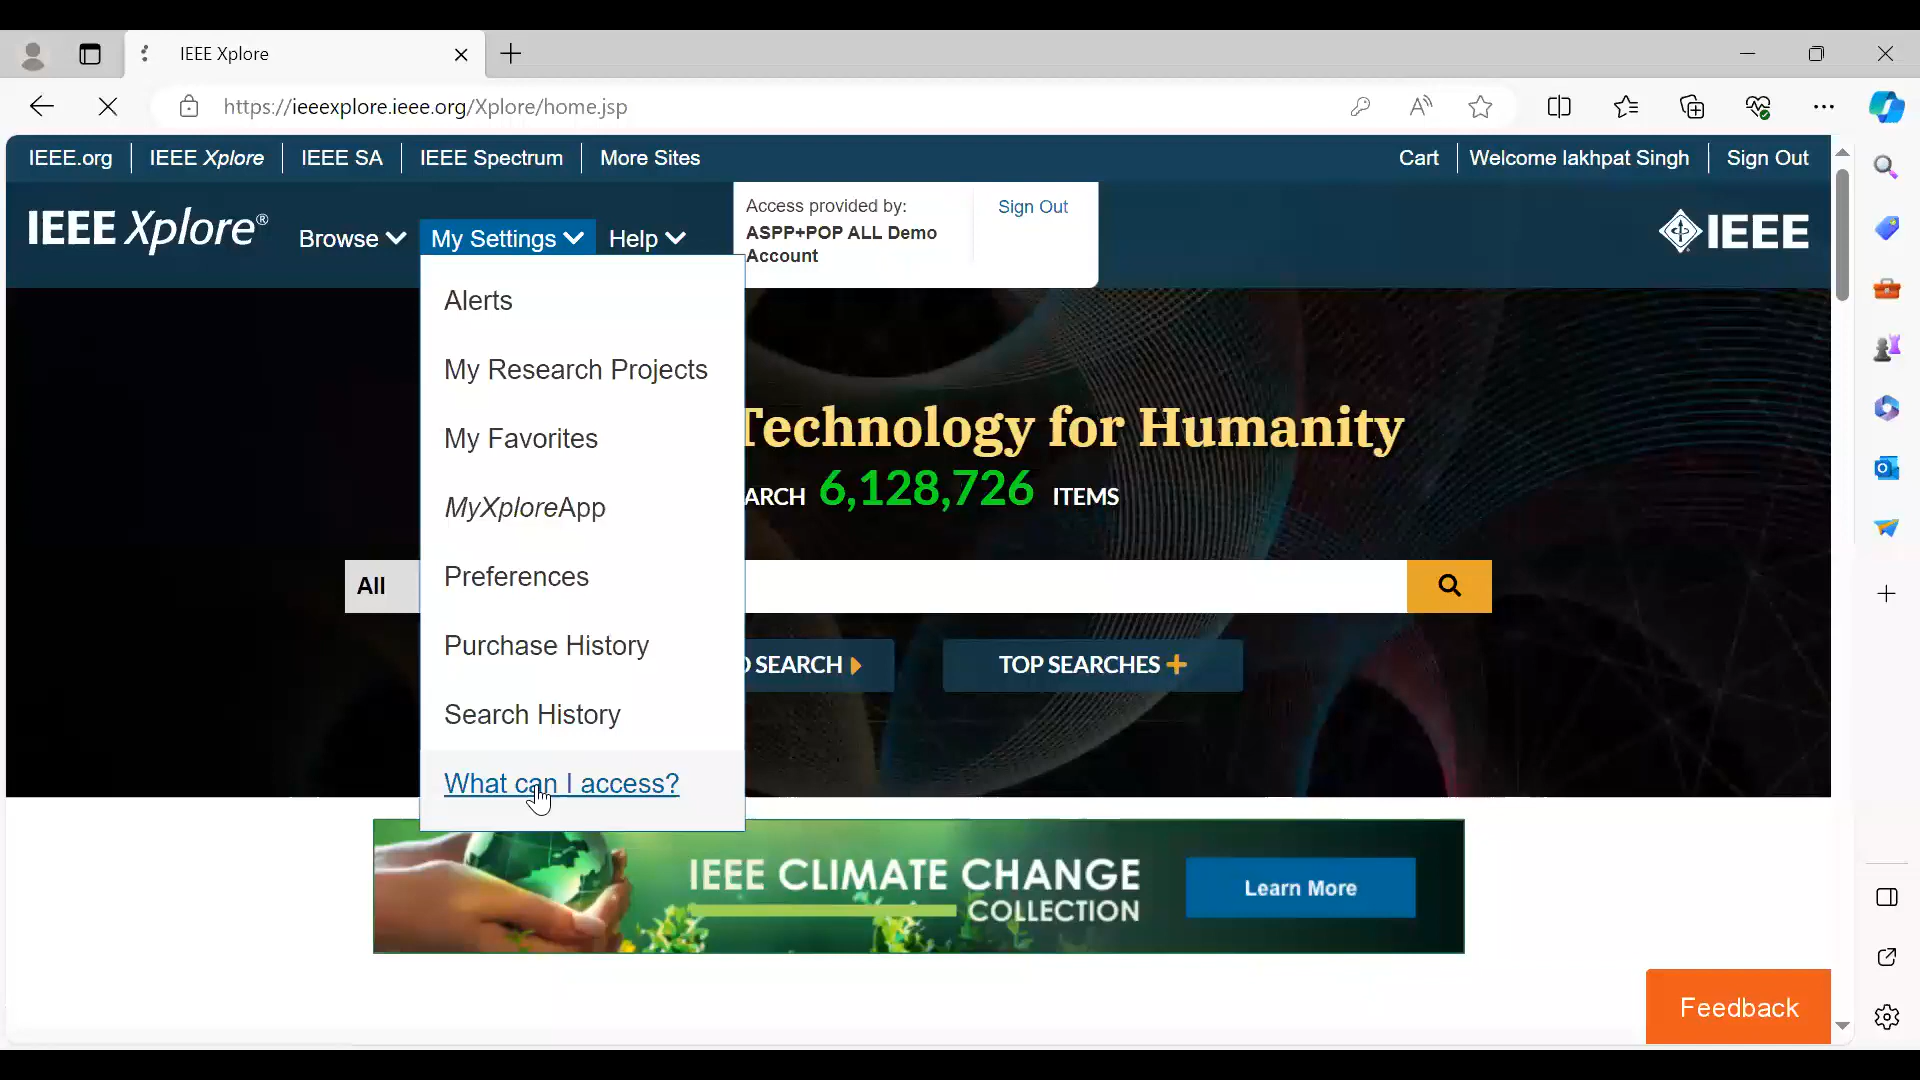 IEEE Xplore
https://ieeexplore.ieee.org/Xplore/home.jsp
IEEE.org IEEE Xplore IEEE SA IEEE Spectrum More Sites Cart Welcome lakhpat Singh Sign Out
IEEE Xplore® Browse My Settings Help
Access provided by: Sign Out
ASPP+POP ALL Demo
Account
IEEE
Alerts
My Research Projects
My Favorites
MyXploreApp
Preferences
Purchase History
Search History
What can I access?
Technology for Humanity
ARCH 6,128,726 ITEMS
All
D SEARCH TOP SEARCHES +
IEEE CLIMATE CHANGE
COLLECTION
Learn More
Feedback